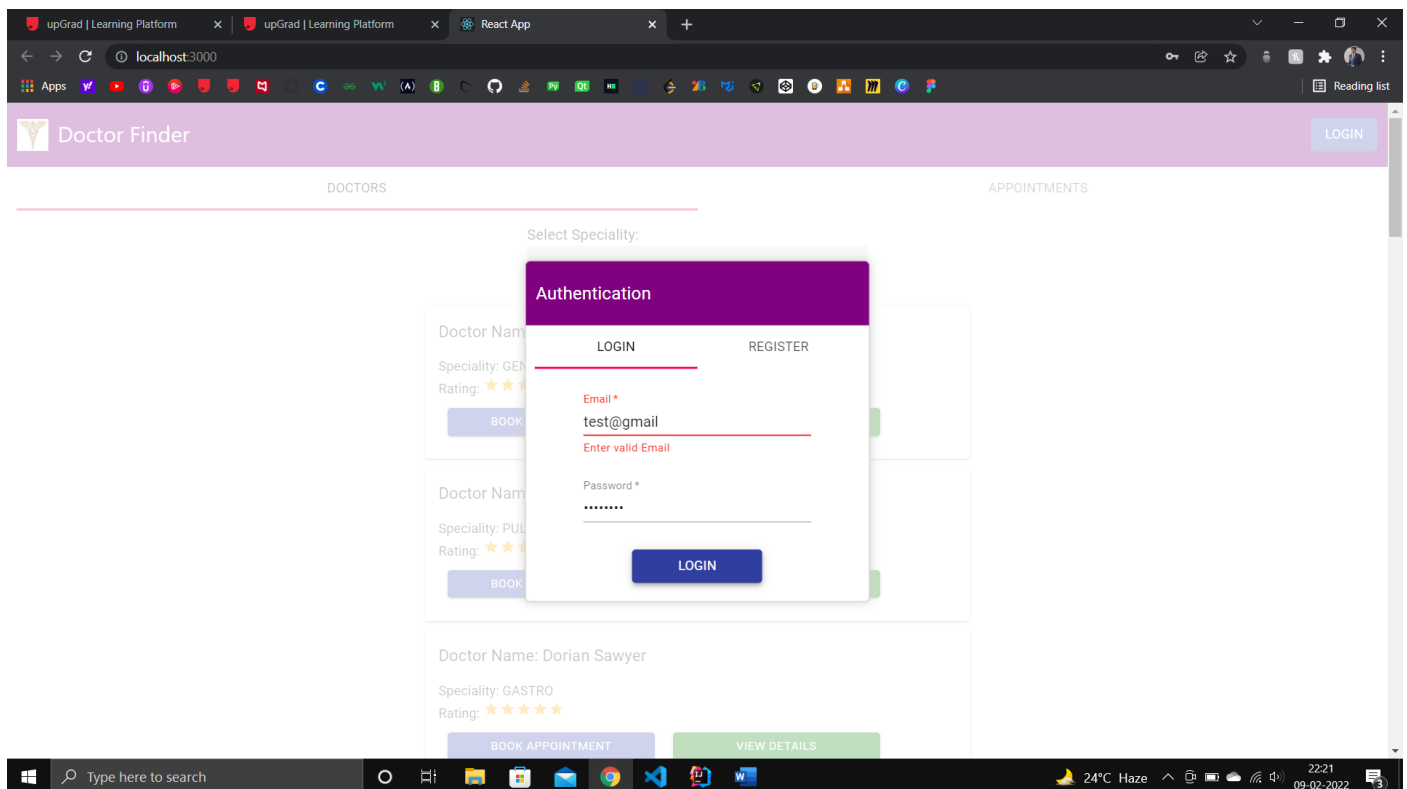 upGrad | Learning Platform
upGrad | Learning Platform
React App
localhost:3000
Apps
Reading list
Doctor Finder
LOGIN
DOCTORS
APPOINTMENTS
Select Speciality:
Authentication
LOGIN
REGISTER
Email *
test@gmail
Enter valid Email
Password *
••••••••
LOGIN
Doctor Nam
Speciality: GEN
Rating:
BOOK
Doctor Nam
Speciality: PUL
Rating:
BOOK
Doctor Name: Dorian Sawyer
Speciality: GASTRO
Rating:
BOOK APPOINTMENT
VIEW DETAILS
Type here to search
24°C Haze
22:21
09-02-2022
3